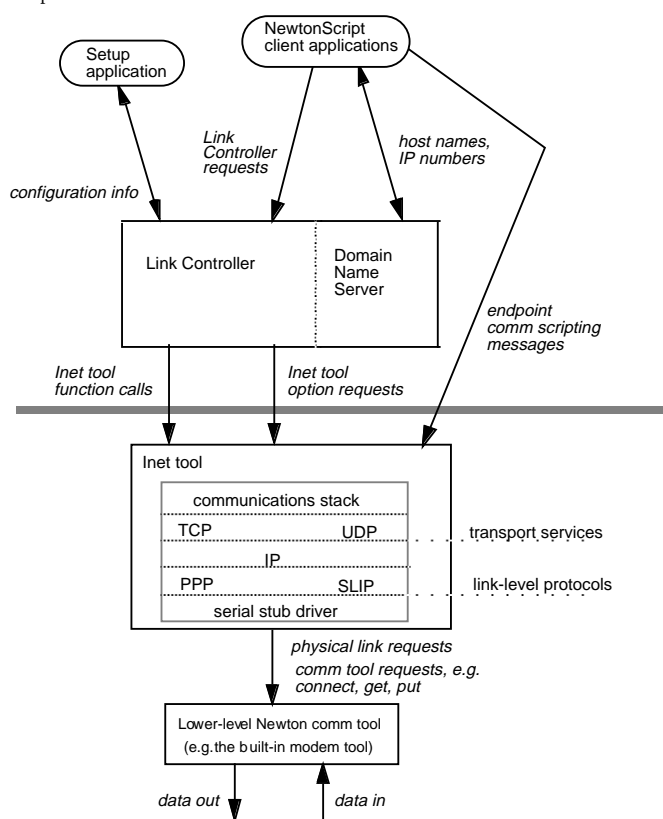 NewtonScript
client applications
Setup
application
Link
Controller
requests
host names,
IP numbers
configuration info
Link Controller
Domain
Name
Server
endpoint
comm scripting
messages
Inet tool
function calls
Inet tool
option requests
Inet tool
communications stack
TCP UDP transport services
IP
PPP SLIP link-level protocols
serial stub driver
physical link requests
comm tool requests, e.g.
connect, get, put
Lower-level Newton comm tool
(e.g.the built-in modem tool)
data out data in